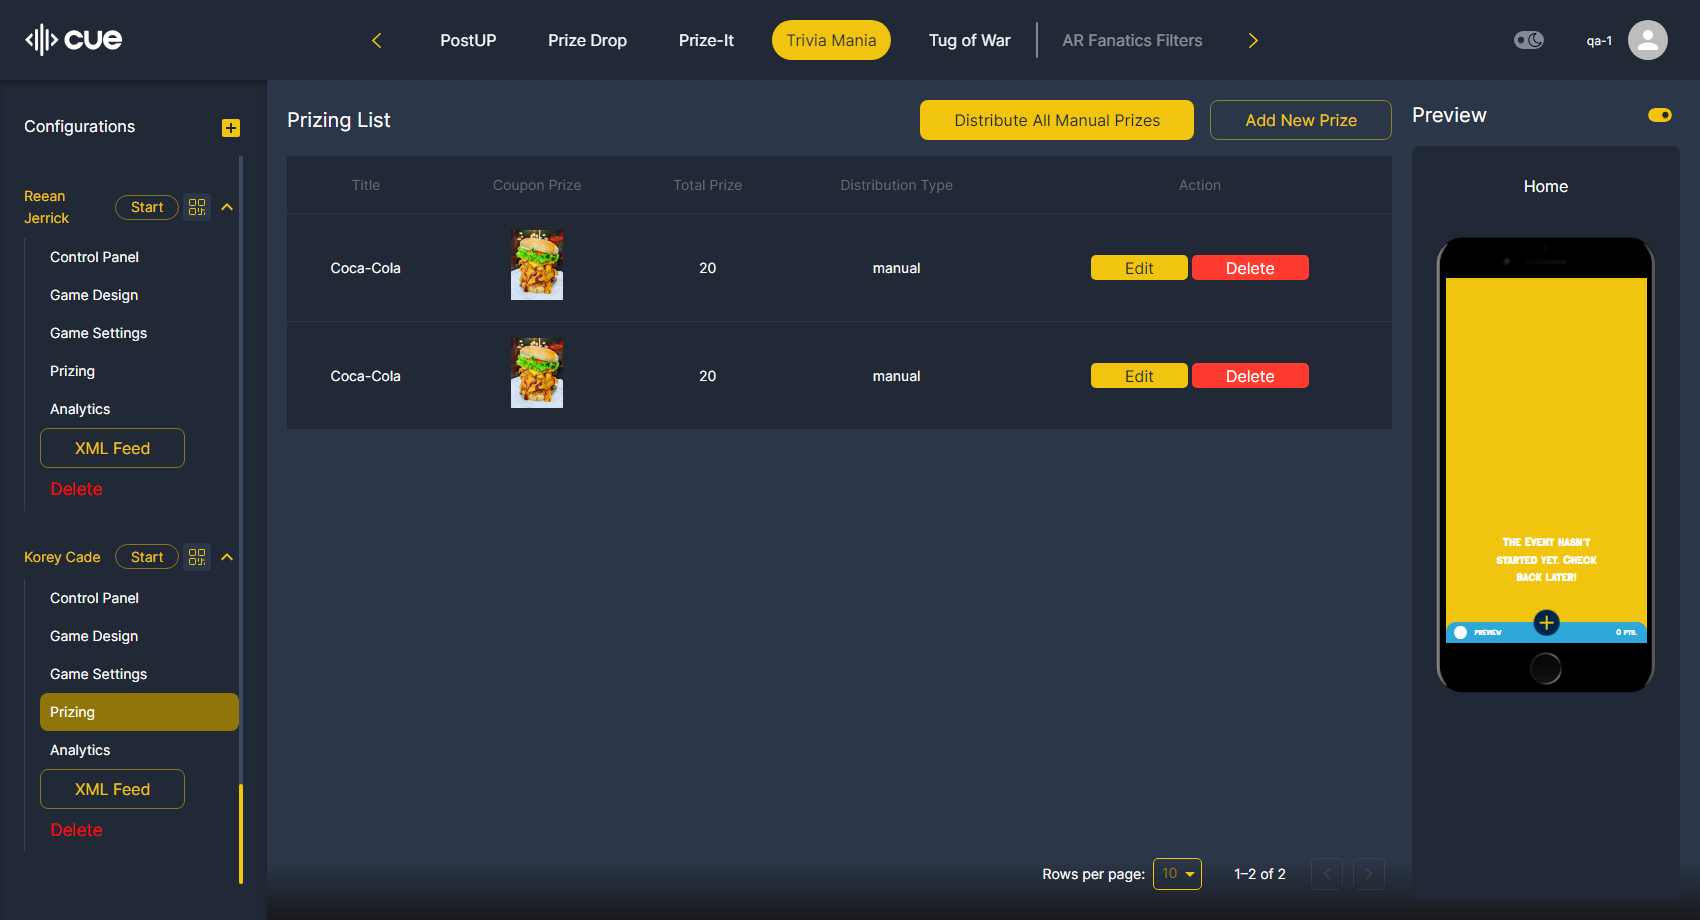 cue
PostUP
Prize Drop
Prize-It
Trivia Mania
Tug of War
AR Fanatics Filters
qa-1
Configurations
Reean
Jerrick
Start
Control Panel
Game Design
Game Settings
Prizing
Analytics
XML Feed
Delete
Korey Cade
Start
Control Panel
Game Design
Game Settings
Prizing
Analytics
XML Feed
Delete
Prizing List
Distribute All Manual Prizes
Add New Prize
Title
Coupon Prize
Total Prize
Distribution Type
Action
Coca-Cola
20
manual
Edit
Delete
Coca-Cola
20
manual
Edit
Delete
Rows per page:
10
1–2 of 2
Preview
Home
The Event hasn't
started yet. Check
back later!
PREVIEW
0 PTS.